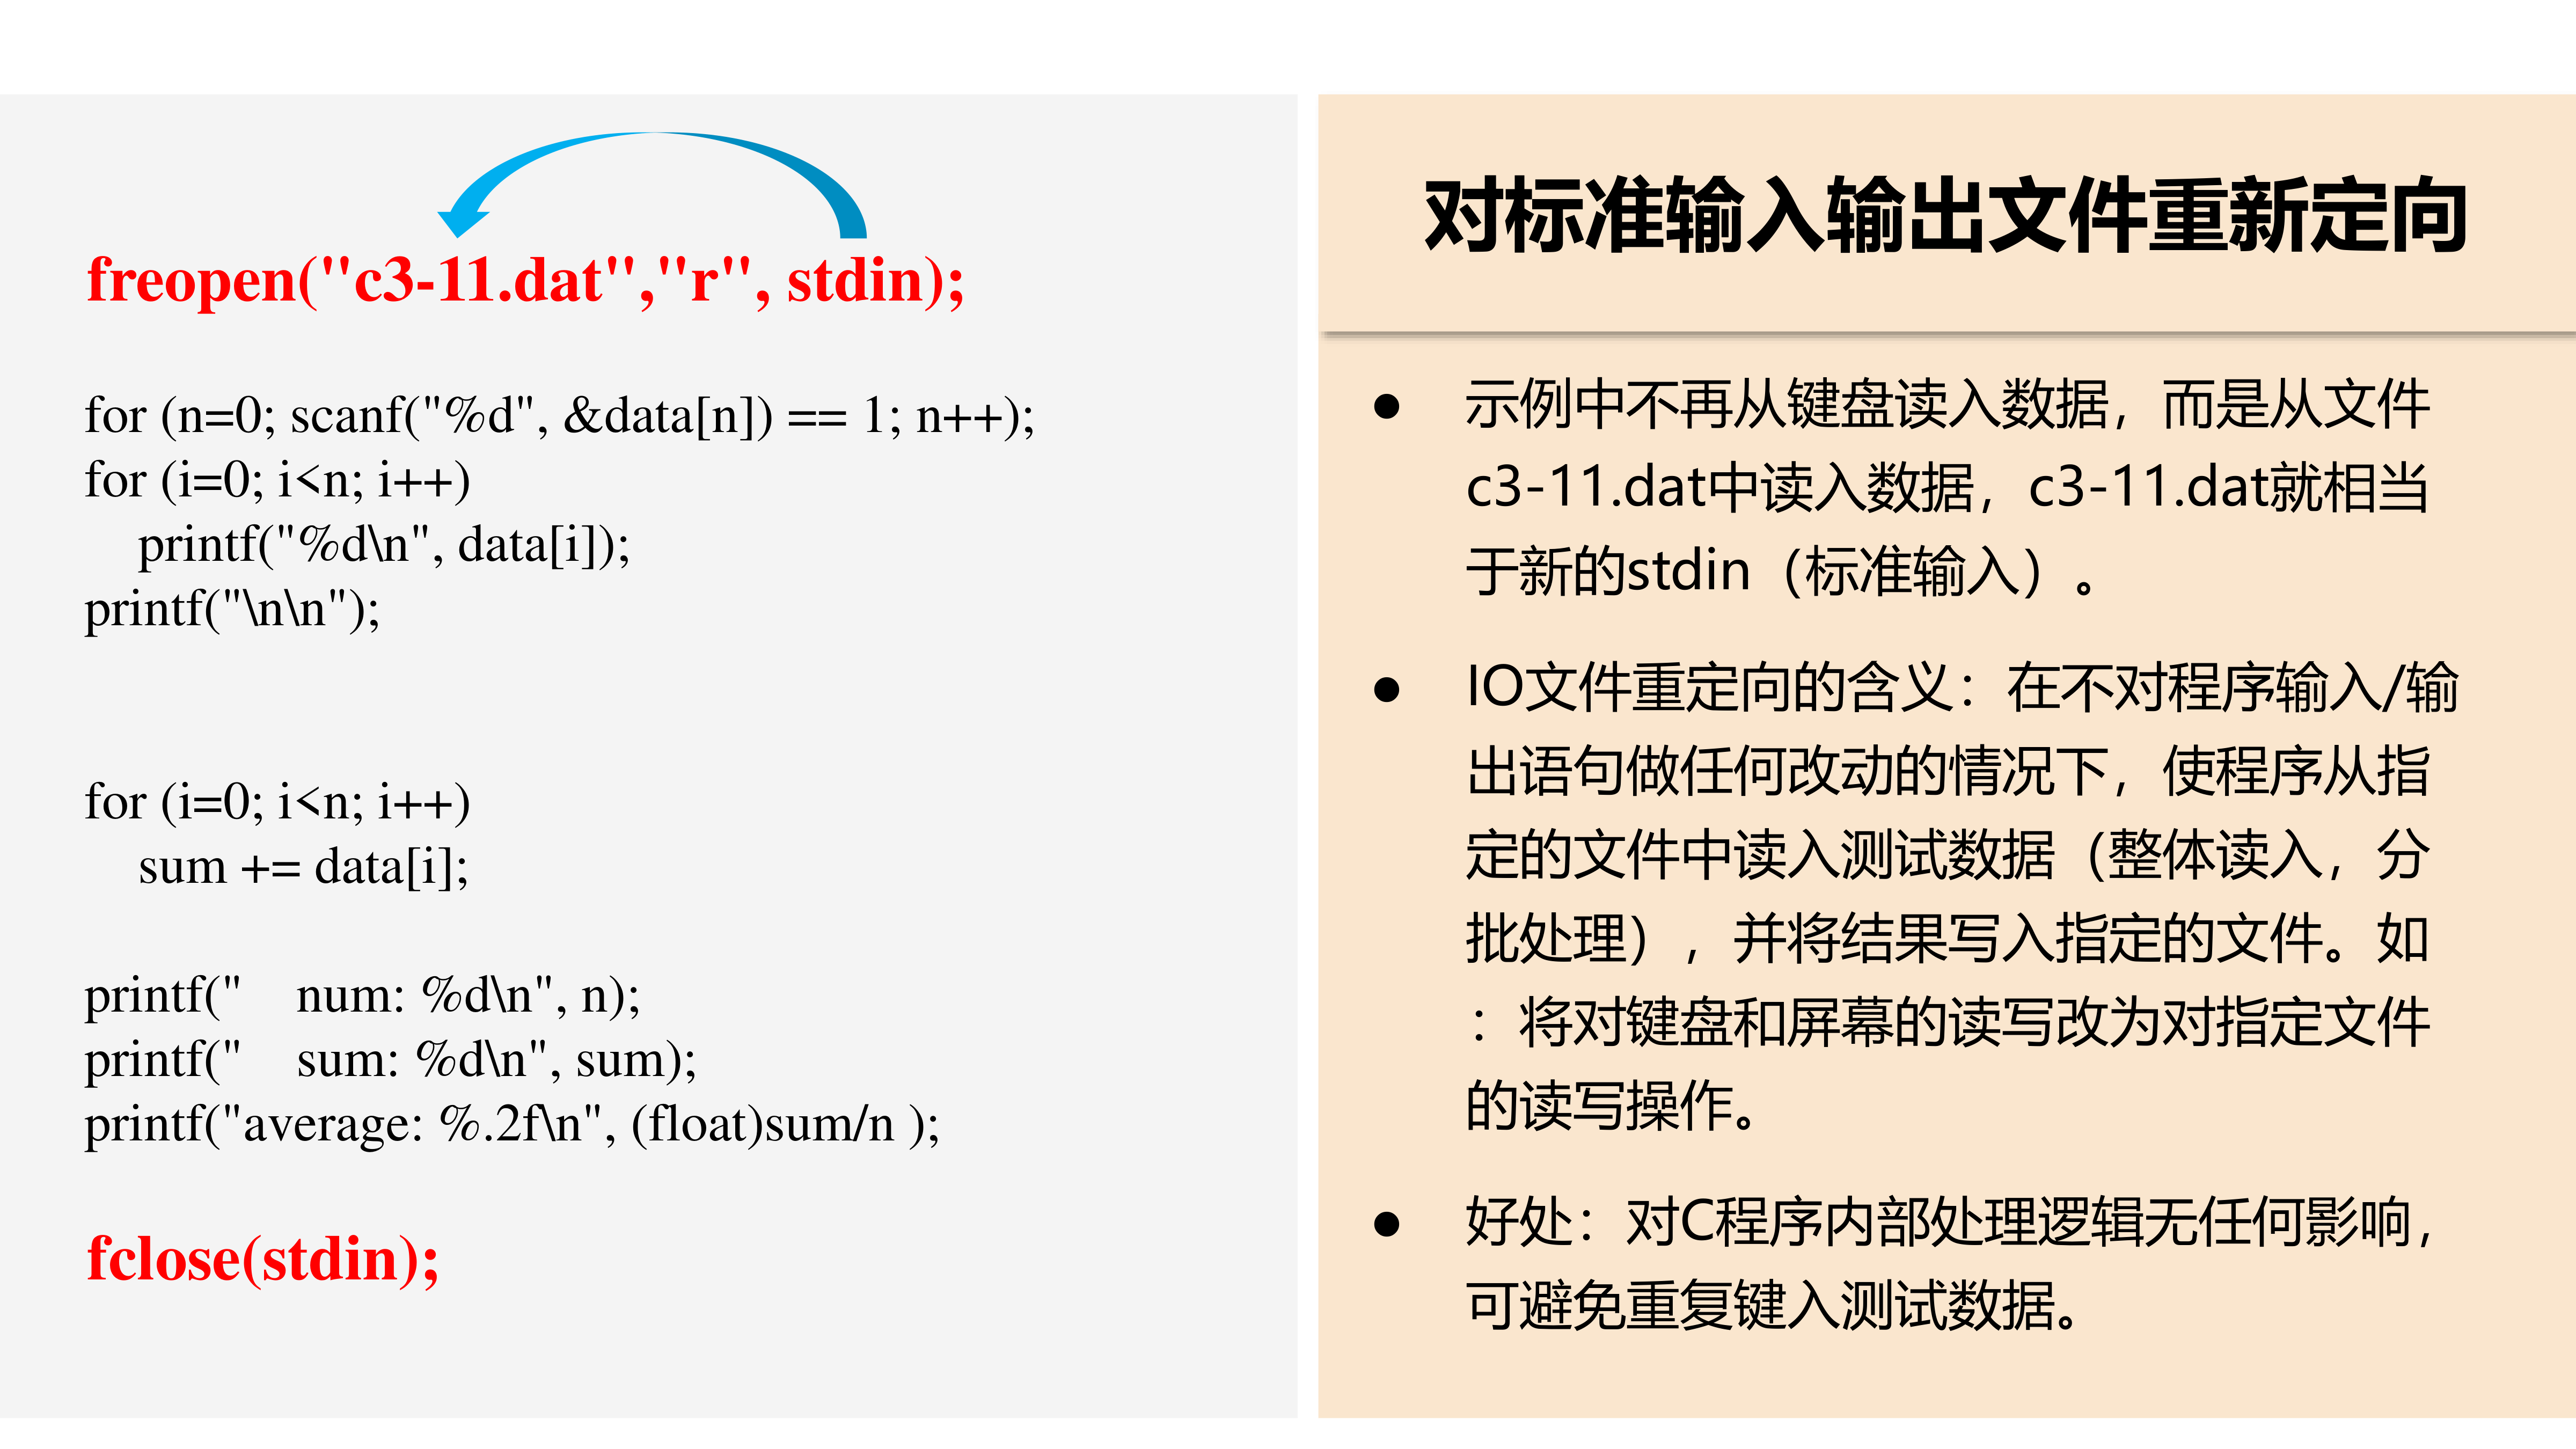 freopen("c3-11.dat","r", stdin);
for (n=0; scanf("%d", &data[n]) == 1; n++);
for (i=0; i<n; i++)
    printf("%d\n", data[i]);
printf("\n\n");
for (i=0; i<n; i++)
    sum += data[i];
printf("    num: %d\n", n);
printf("    sum: %d\n", sum);
printf("average: %.2f\n", (float)sum/n );
fclose(stdin);
对标准输入输出文件重新定向
● 示例中不再从键盘读入数据，而是从文件
c3-11.dat中读入数据，c3-11.dat就相当
于新的stdin（标准输入）。
● IO文件重定向的含义：在不对程序输入/输
出语句做任何改动的情况下，使程序从指
定的文件中读入测试数据（整体读入，分
批处理），并将结果写入指定的文件。如
：将对键盘和屏幕的读写改为对指定文件
的读写操作。
● 好处：对C程序内部处理逻辑无任何影响，
可避免重复键入测试数据。